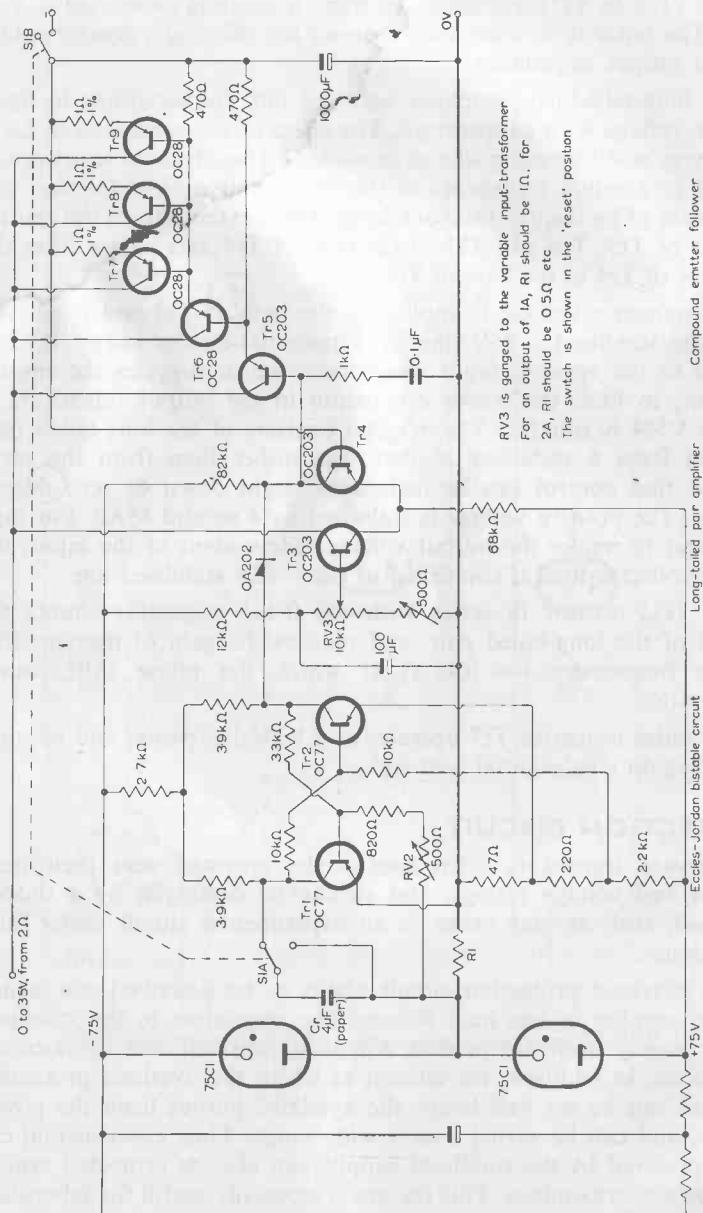 0 to 35V, from 2Ω
S1B
-75V
2·7kΩ
3·9kΩ
3·9kΩ
12kΩ
82kΩ
1Ω
1%
1Ω
1%
1Ω
1%
Tr7
OC28
Tr8
OC28
Tr9
OC28
470Ω
470Ω
Tr6
OC28
Tr5
OC203
OA202
S1A
10kΩ
33kΩ
Tr1
OC77
Tr2
OC77
RV3
10kΩ
Tr3
OC203
Tr4
OC203
1kΩ
0·1µF
1000µF
75C1
Cr
4µF
(paper)
820Ω
RV2
500Ω
10kΩ
100
µF
500Ω
R1
0V
75C1
47Ω
220Ω
2·2kΩ
68kΩ
+75V
RV3 is ganged to the variable input-transformer
For an output of 1A, R1 should be 1Ω, for
2A, R1 should be 0 5Ω etc
The switch is shown in the 'reset' position
Eccles-Jordan bistable circuit
Long-tailed pair amplifier
Compound emitter follower